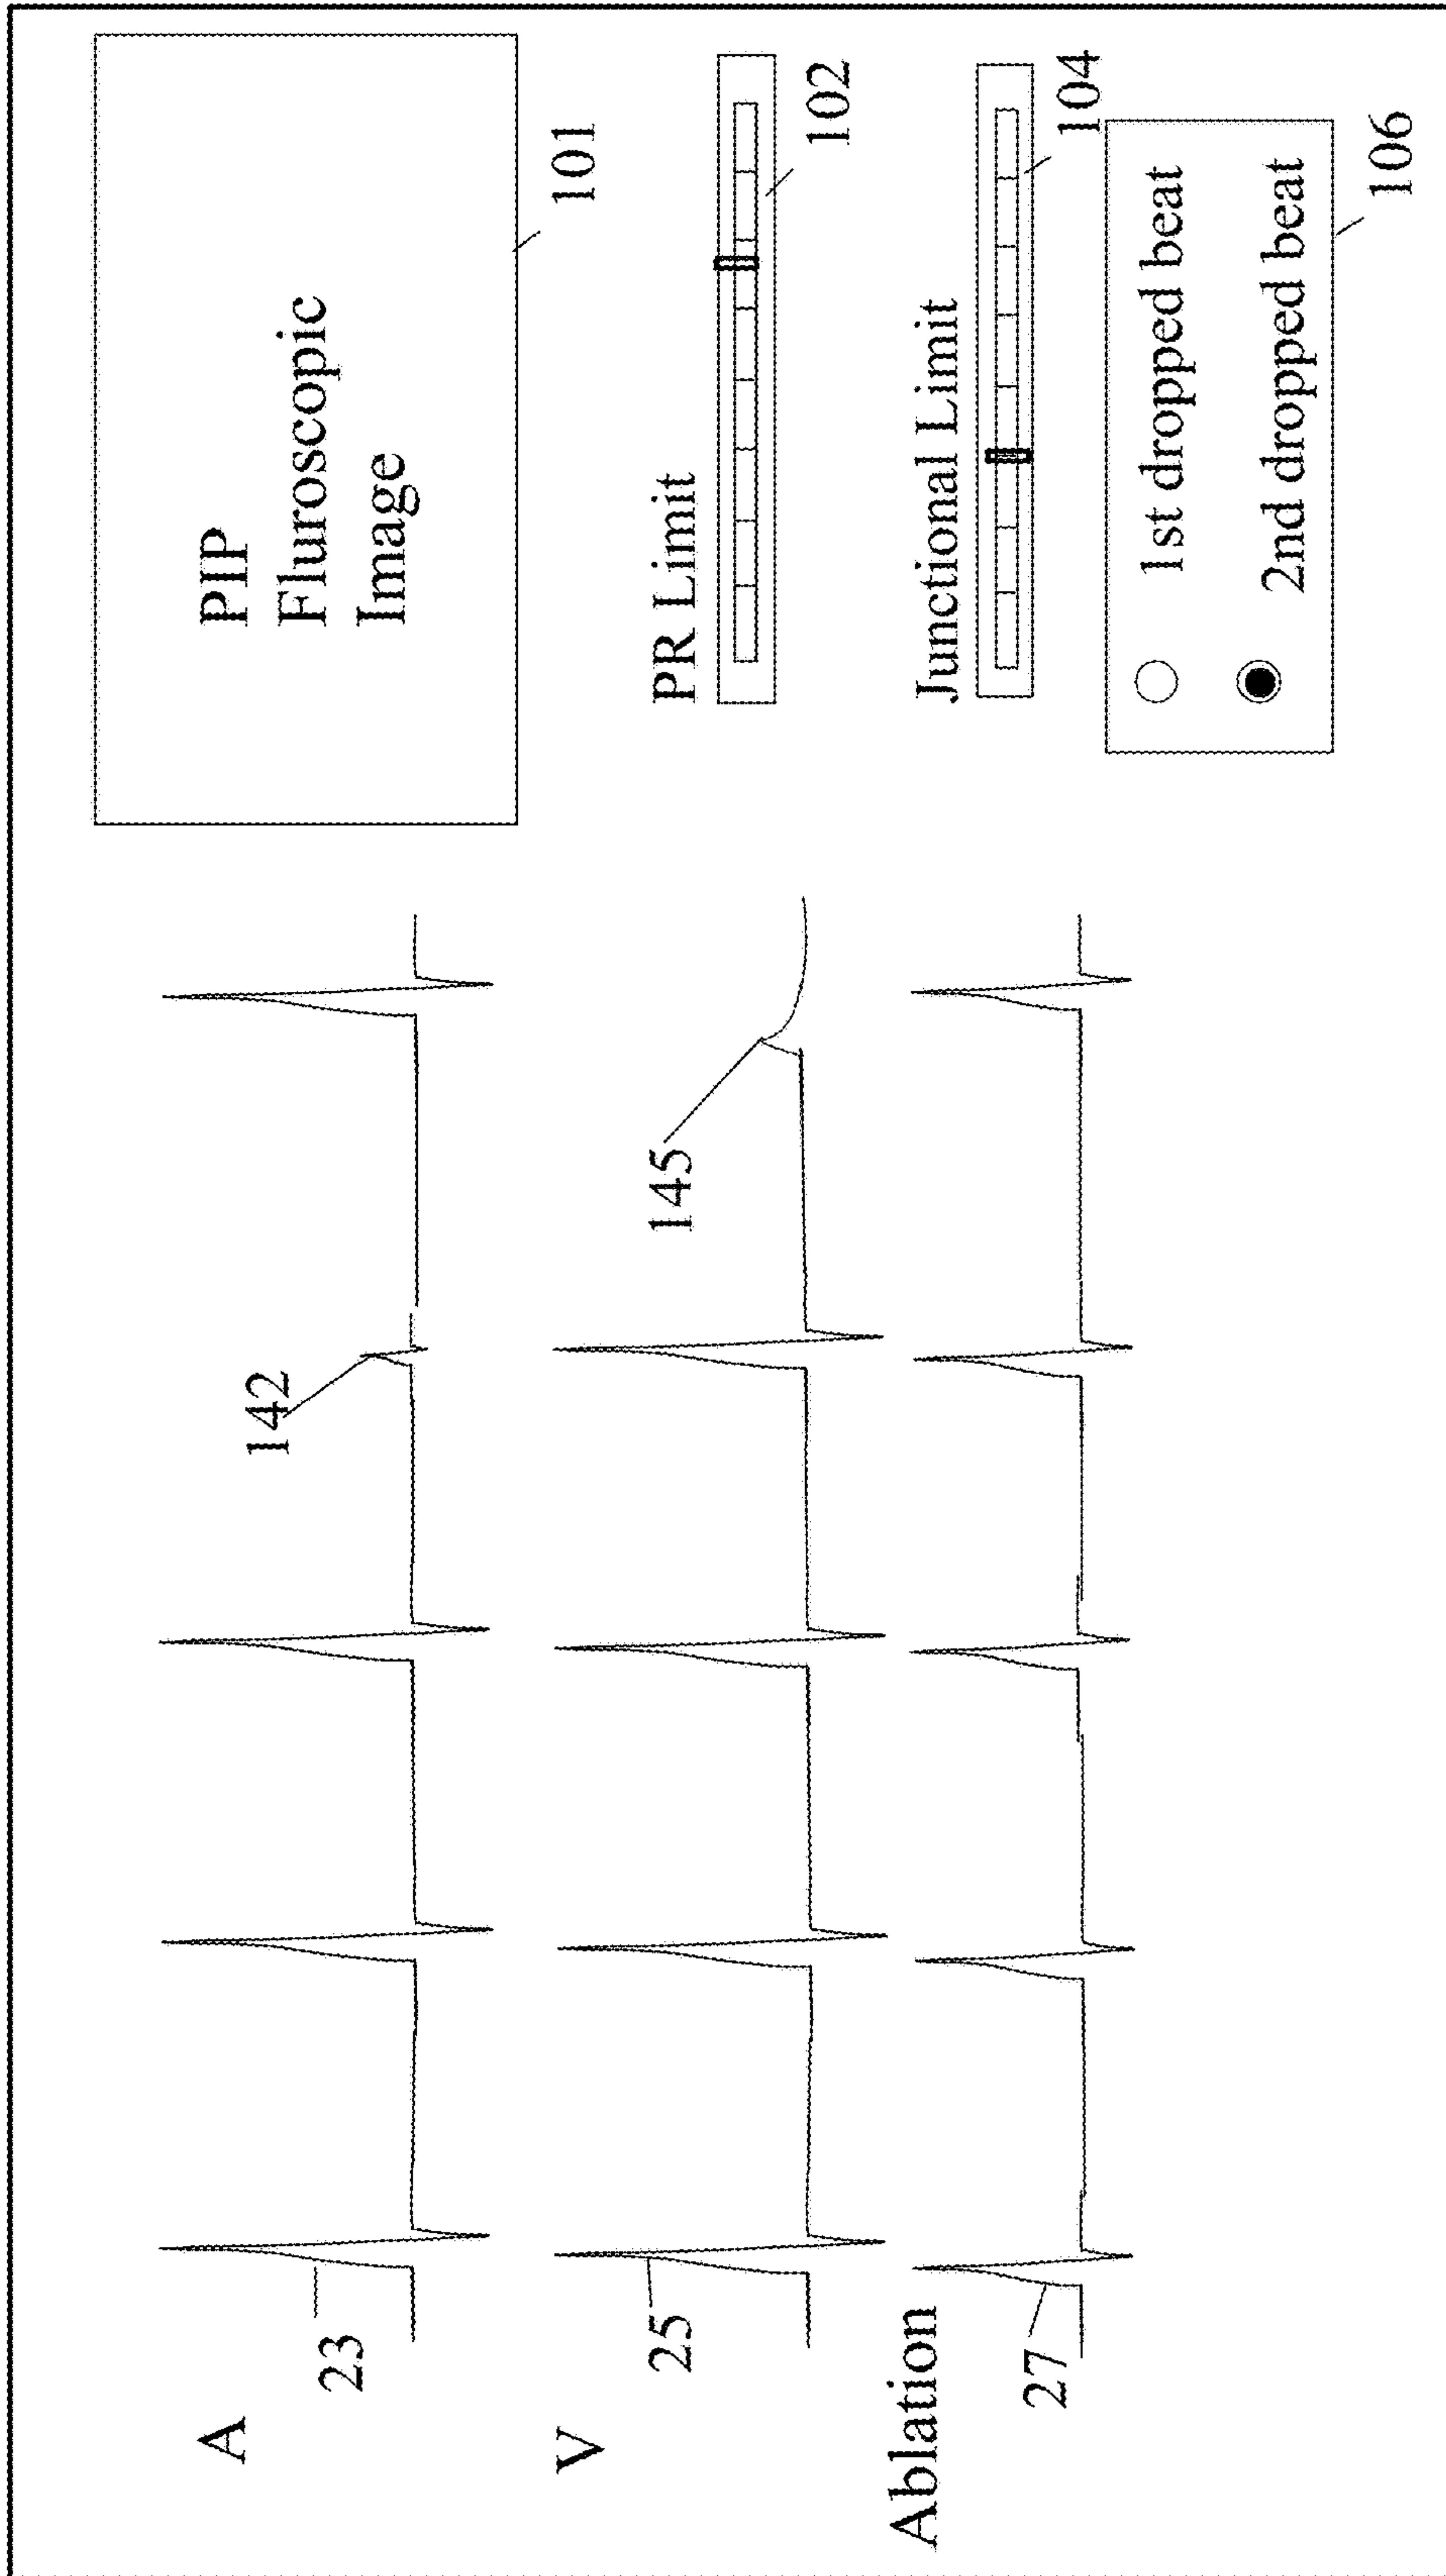 A
23
142
V
25
145
Ablation
27
PIP
Fluroscopic
Image
101
PR Limit
102
Junctional Limit
104
1st dropped beat
2nd dropped beat
106